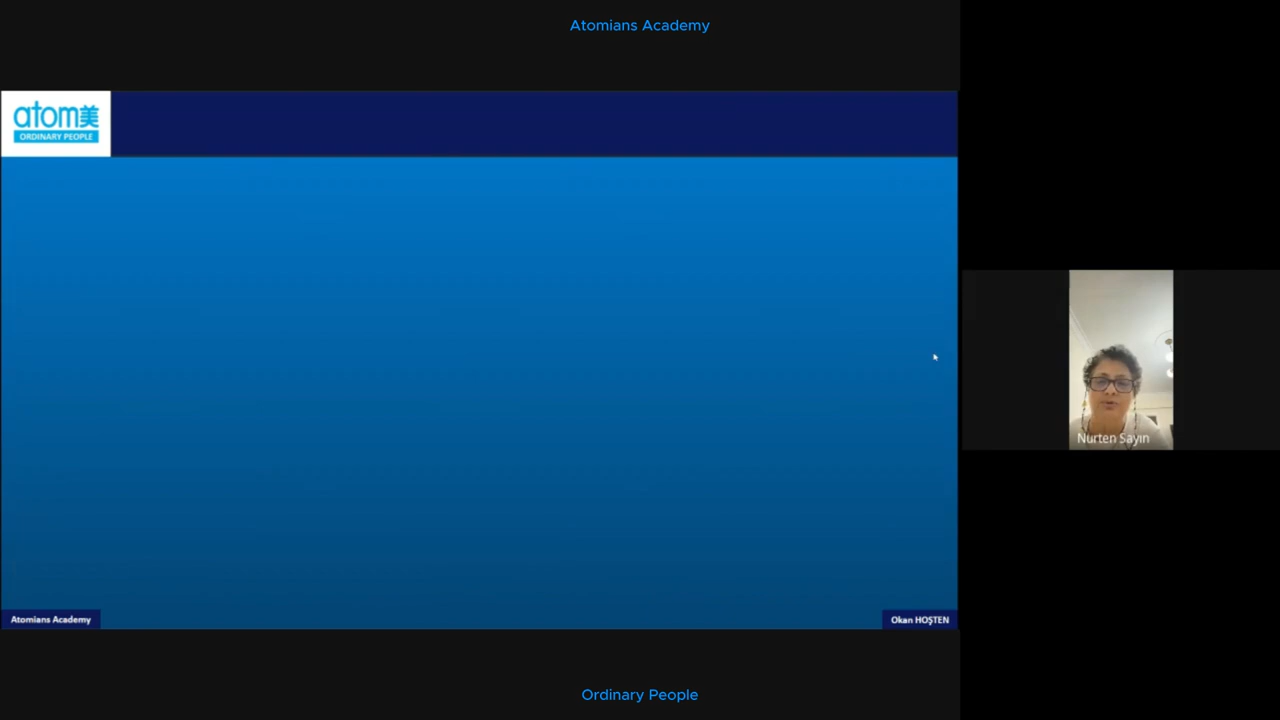 Atomians Academy
atom美
ORDINARY PEOPLE
Nurten Sayın
Atomians Academy
Okan HOŞTEN
Ordinary People